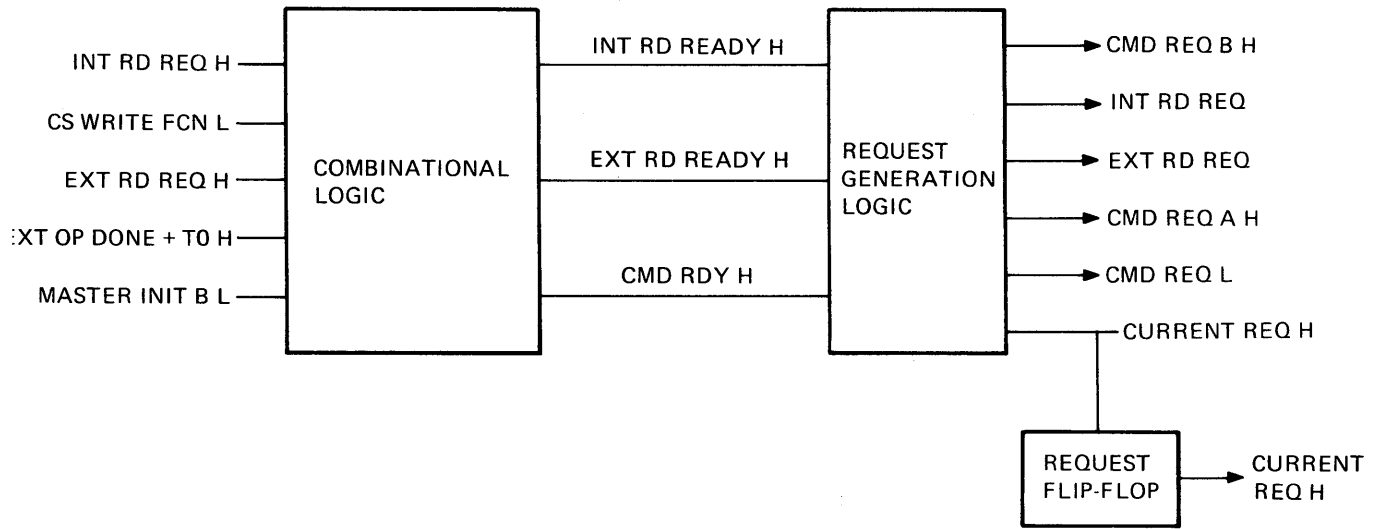 INT RD REQ H
CS WRITE FCN L
EXT RD REQ H
XT OP DONE + T0 H
MASTER INIT B L
COMBINATIONAL
LOGIC
INT RD READY H
EXT RD READY H
CMD RDY H
REQUEST
GENERATION
LOGIC
CMD REQ B H
INT RD REQ
EXT RD REQ
CMD REQ A H
CMD REQ L
CURRENT REQ H
REQUEST
FLIP-FLOP
CURRENT
REQ H